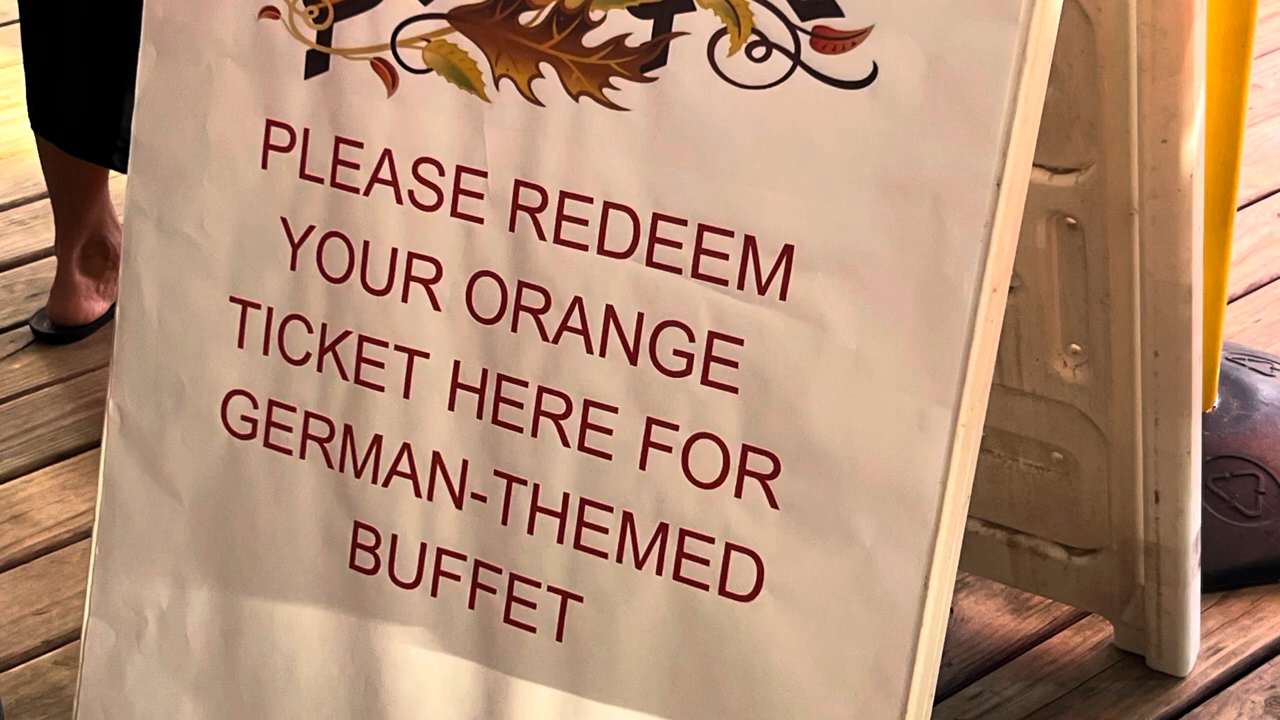 PLEASE REDEEM
YOUR ORANGE
TICKET HERE FOR
GERMAN-THEMED
BUFFET